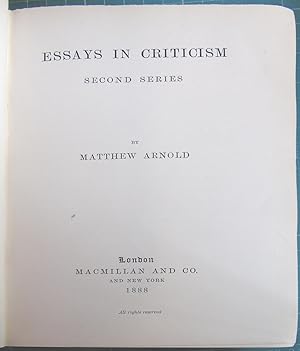 ESSAYS IN CRITICISM
SECOND SERIES
BY
MATTHEW ARNOLD
London
MACMILLAN AND CO.
AND NEW YORK
1888
All rights reserved